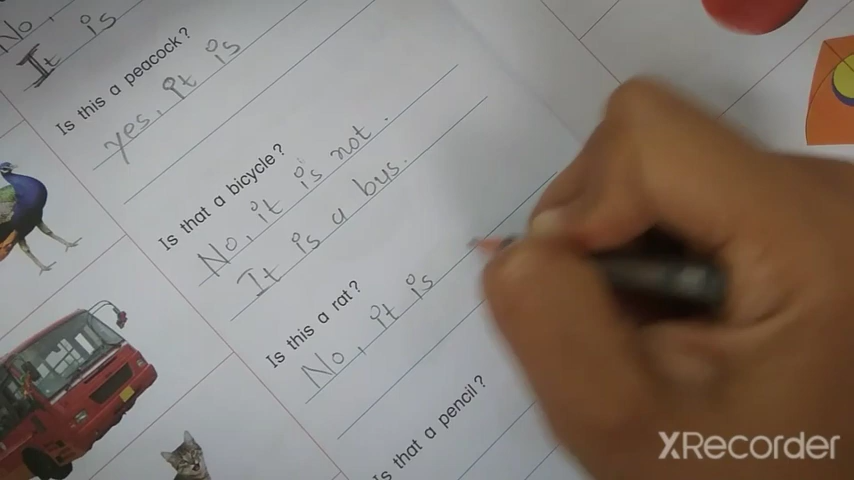 No,
It is
Is this a peacock?
yes, it is
Is that a bicycle?
No, it is not.
It is a bus.
Is this a rat?
No, it is
Is that a pencil?
XRecorder